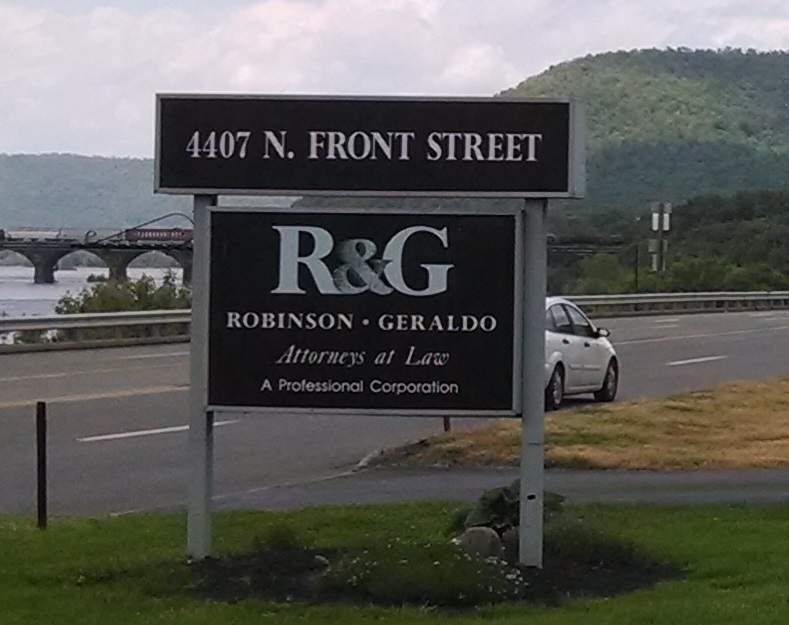 4407 N. FRONT STREET
R&G
ROBINSON • GERALDO
Attorneys at Law
A Professional Corporation